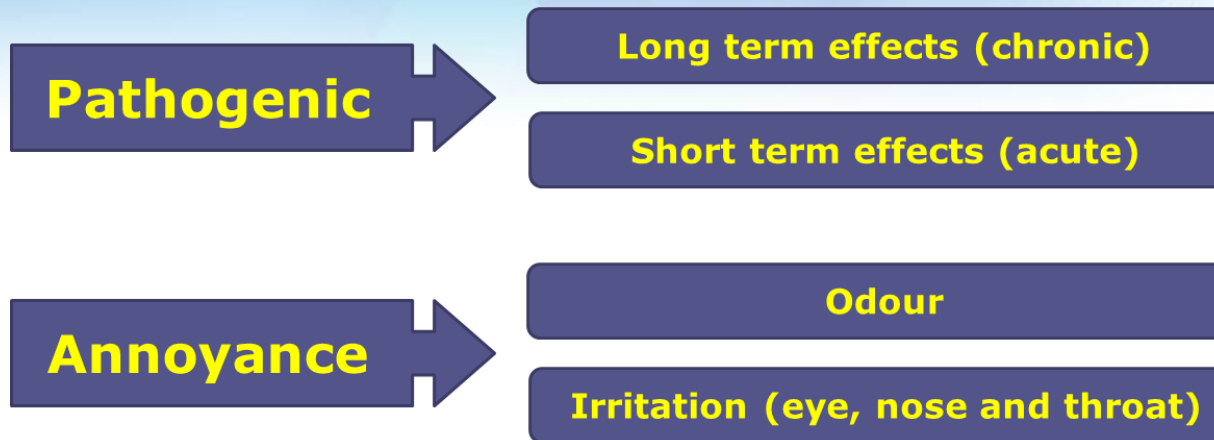 Pathogenic
Long term effects (chronic)
Short term effects (acute)
Annoyance
Odour
Irritation (eye, nose and throat)